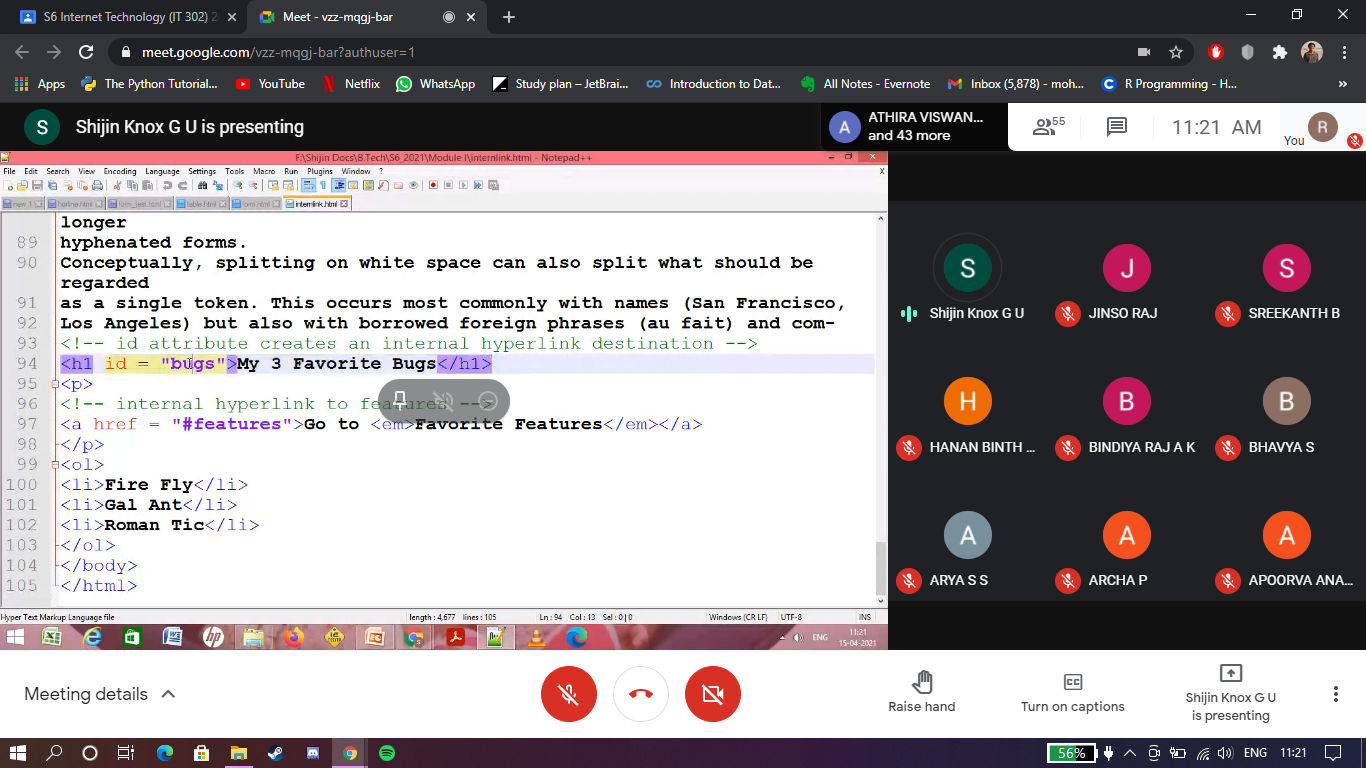 S6 Internet Technology (IT 302) 2
Meet - vzz-mqgj-bar
meet.google.com/vzz-mqgj-bar?authuser=1
Apps
The Python Tutorial...
YouTube
Netflix
WhatsApp
Study plan – JetBrai...
Introduction to Dat...
All Notes - Evernote
Inbox (5,878) - moh...
R Programming - H...
»
S
Shijin Knox G U is presenting
A
ATHIRA VISWAN...
and 43 more
55
11:21 AM
You
R
F:\Shijin Docs\B.Tech\S6_2021\Module I\internlink.html - Notepad++
File Edit Search View Encoding Language Settings Tools Macro Run Plugins Window ?
X
new 1
form_test.html
table.html
form.html
internlink.html
longer
89 hyphenated forms.
90 Conceptually, splitting on white space can also split what should be
regarded
91 as a single token. This occurs most commonly with names (San Francisco,
92 Los Angeles) but also with borrowed foreign phrases (au fait) and com-
93 <!-- id attribute creates an internal hyperlink destination -->
94 <h1 id = "bugs">My 3 Favorite Bugs</h1>
95 <p>
96 <!-- internal hyperlink to features -->
97 <a href = "#features">Go to <em>Favorite Features</em></a>
98 </p>
99 <ol>
100 <li>Fire Fly</li>
101 <li>Gal Ant</li>
102 <li>Roman Tic</li>
103 </ol>
104 </body>
105 </html>
Hyper Text Markup Language file
length : 4,677 lines : 105
Ln : 94 Col : 13 Sel : 0 | 0
Windows (CR LF)
UTF-8
INS
hp
ENG
11:21
15-04-2021
S
Shijin Knox G U
J
JINSO RAJ
S
SREEKANTH B
H
HANAN BINTH ...
B
BINDIYA RAJ A K
B
BHAVYA S
A
ARYA S S
A
ARCHA P
A
APOORVA ANA...
Meeting details
Raise hand
CC
Turn on captions
Shijin Knox G U
is presenting
56%
ENG
11:21